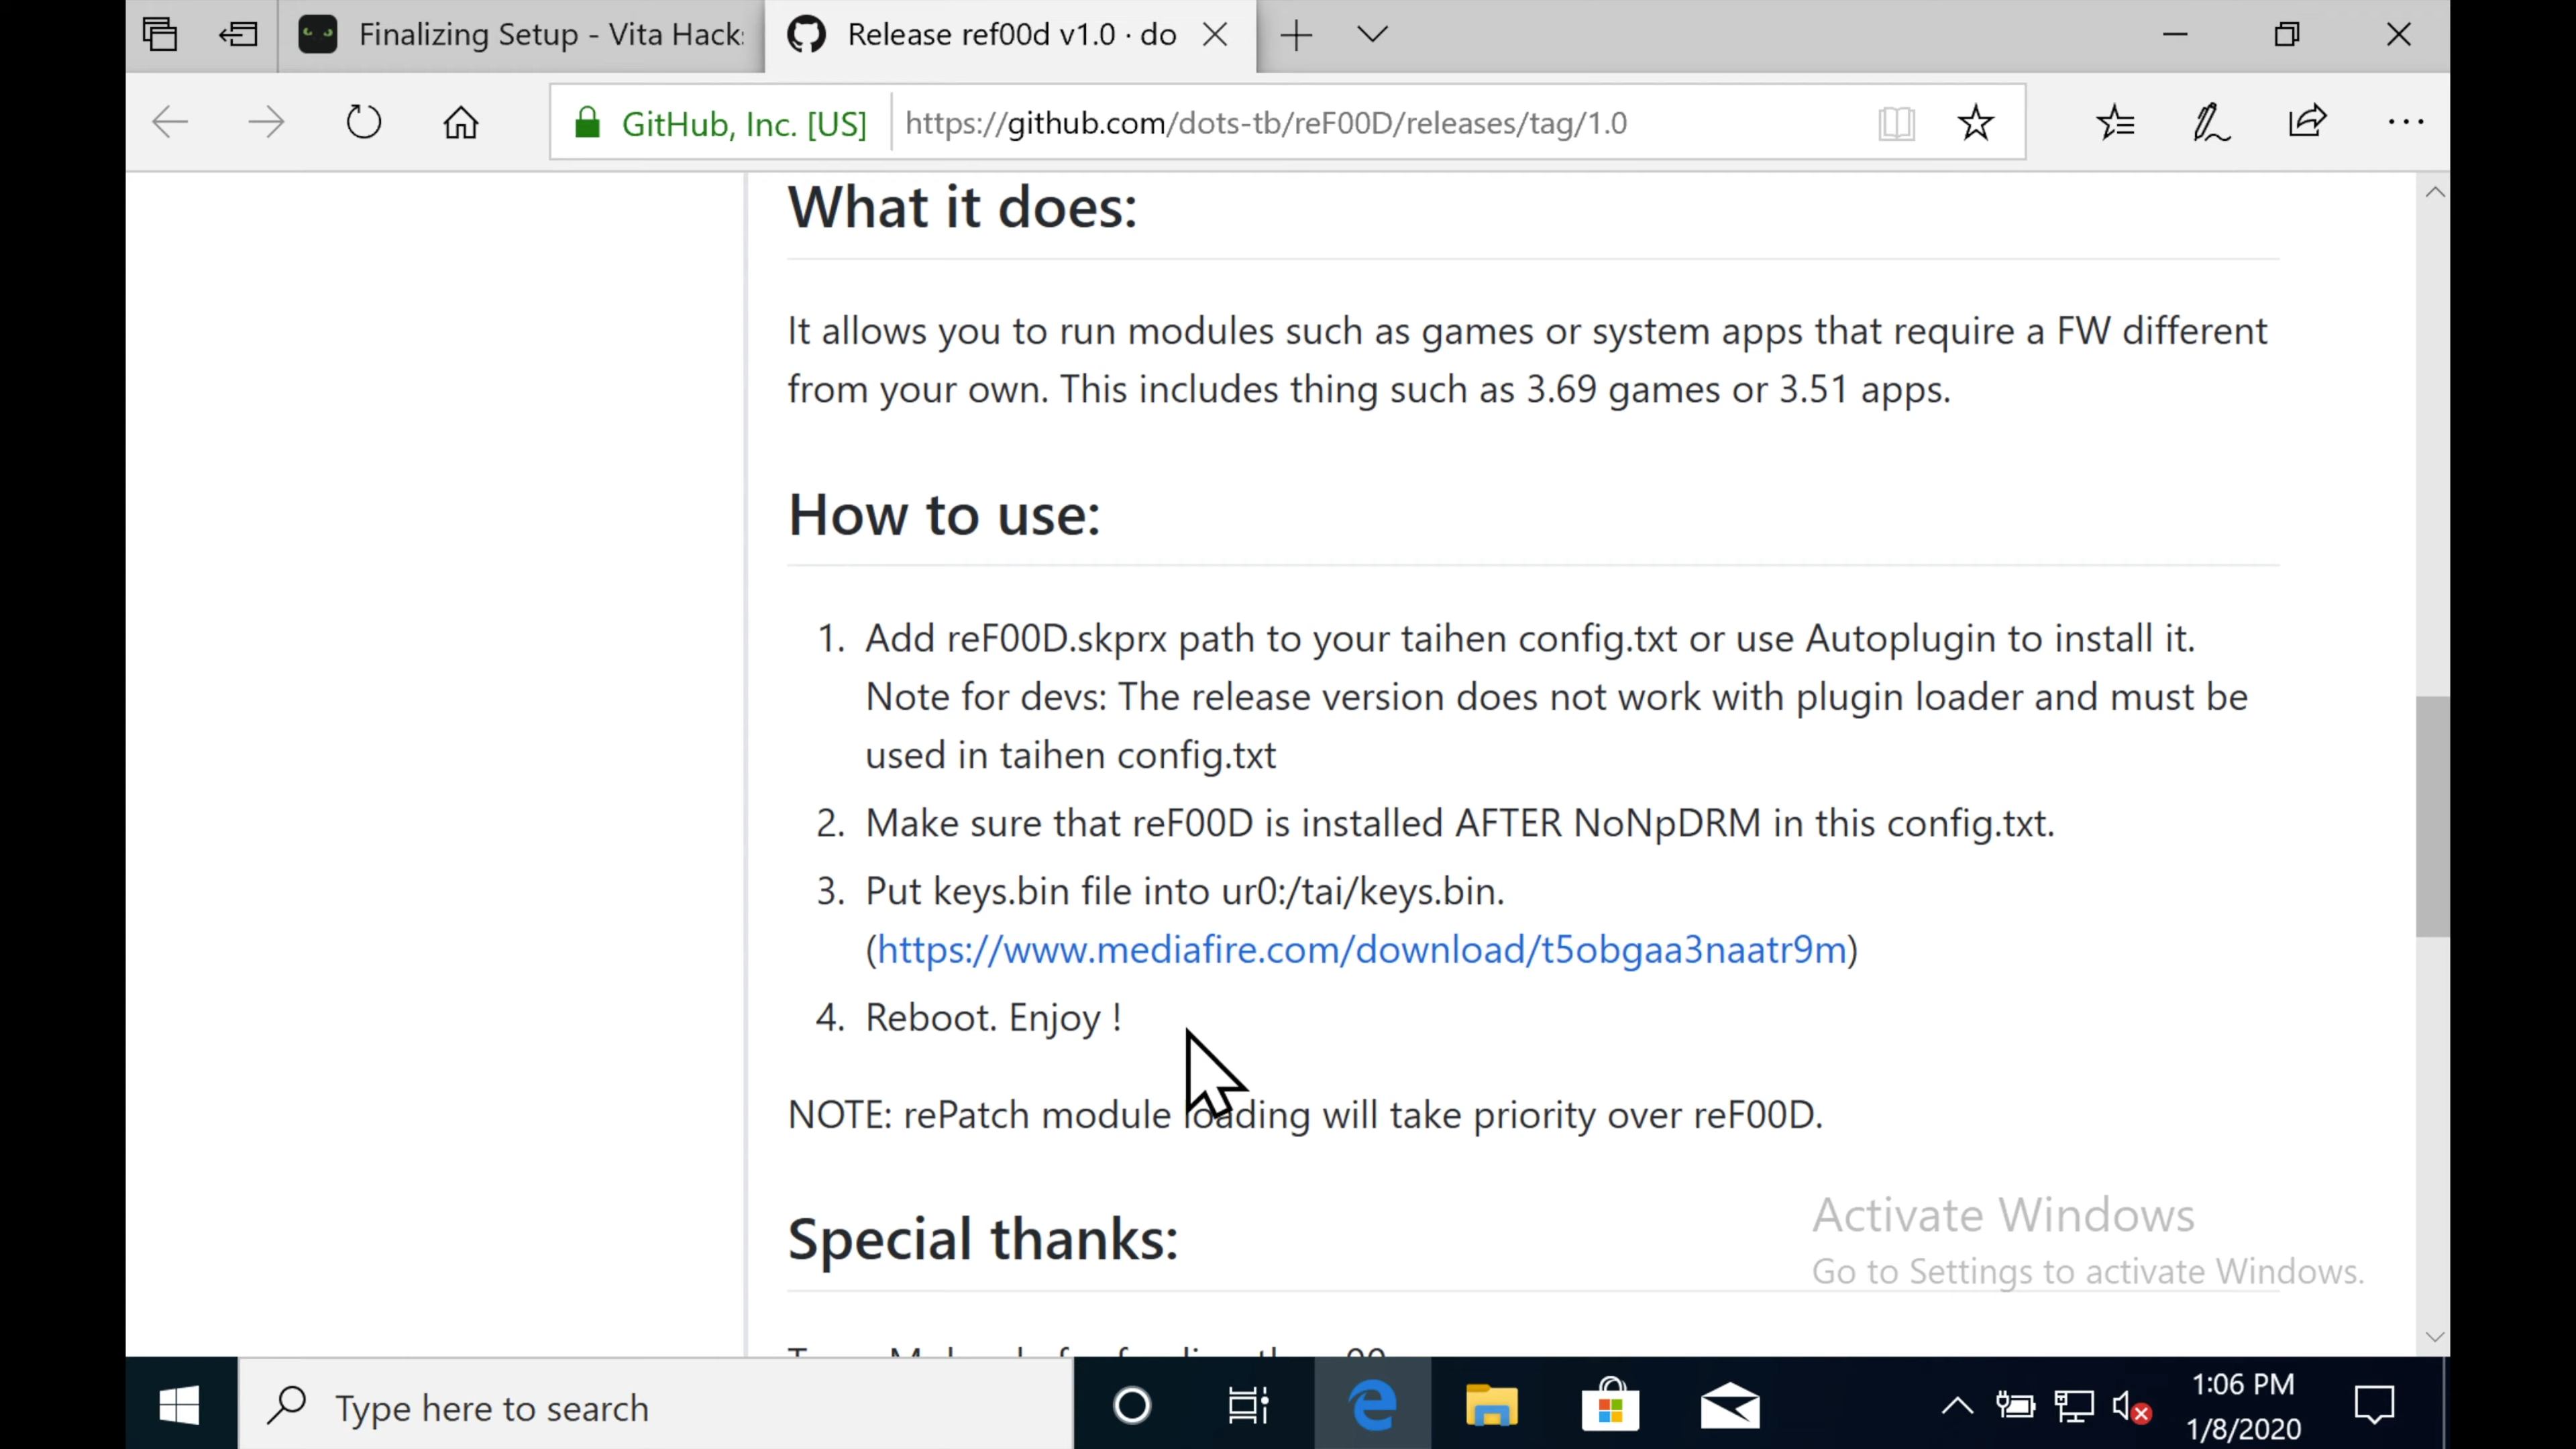 Finalizing Setup - Vita Hack
Release ref00d v1.0 · do
GitHub, Inc. [US]
https://github.com/dots-tb/reF00D/releases/tag/1.0
What it does:
It allows you to run modules such as games or system apps that require a FW different
from your own. This includes thing such as 3.69 games or 3.51 apps.
How to use:
1. Add reF00D.skprx path to your taihen config.txt or use Autoplugin to install it.
Note for devs: The release version does not work with plugin loader and must be
used in taihen config.txt
2. Make sure that reF00D is installed AFTER NoNpDRM in this config.txt.
3. Put keys.bin file into ur0:/tai/keys.bin.
(https://www.mediafire.com/download/t5obgaa3naatr9m)
4. Reboot. Enjoy !
NOTE: rePatch module loading will take priority over reF00D.
Special thanks:
Activate Windows
Go to Settings to activate Windows.
Type here to search
1:06 PM
1/8/2020